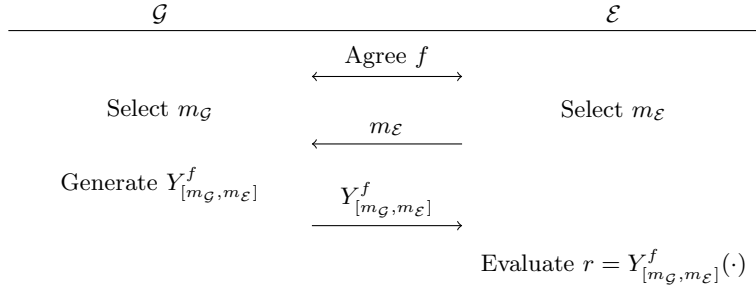 𝒢 ℰ
Agree f
Select m_𝒢 Select m_ℰ
m_ℰ
Generate Y^f_{[m_𝒢,m_ℰ]}
Y^f_{[m_𝒢,m_ℰ]}
Evaluate r = Y^f_{[m_𝒢,m_ℰ]}(·)